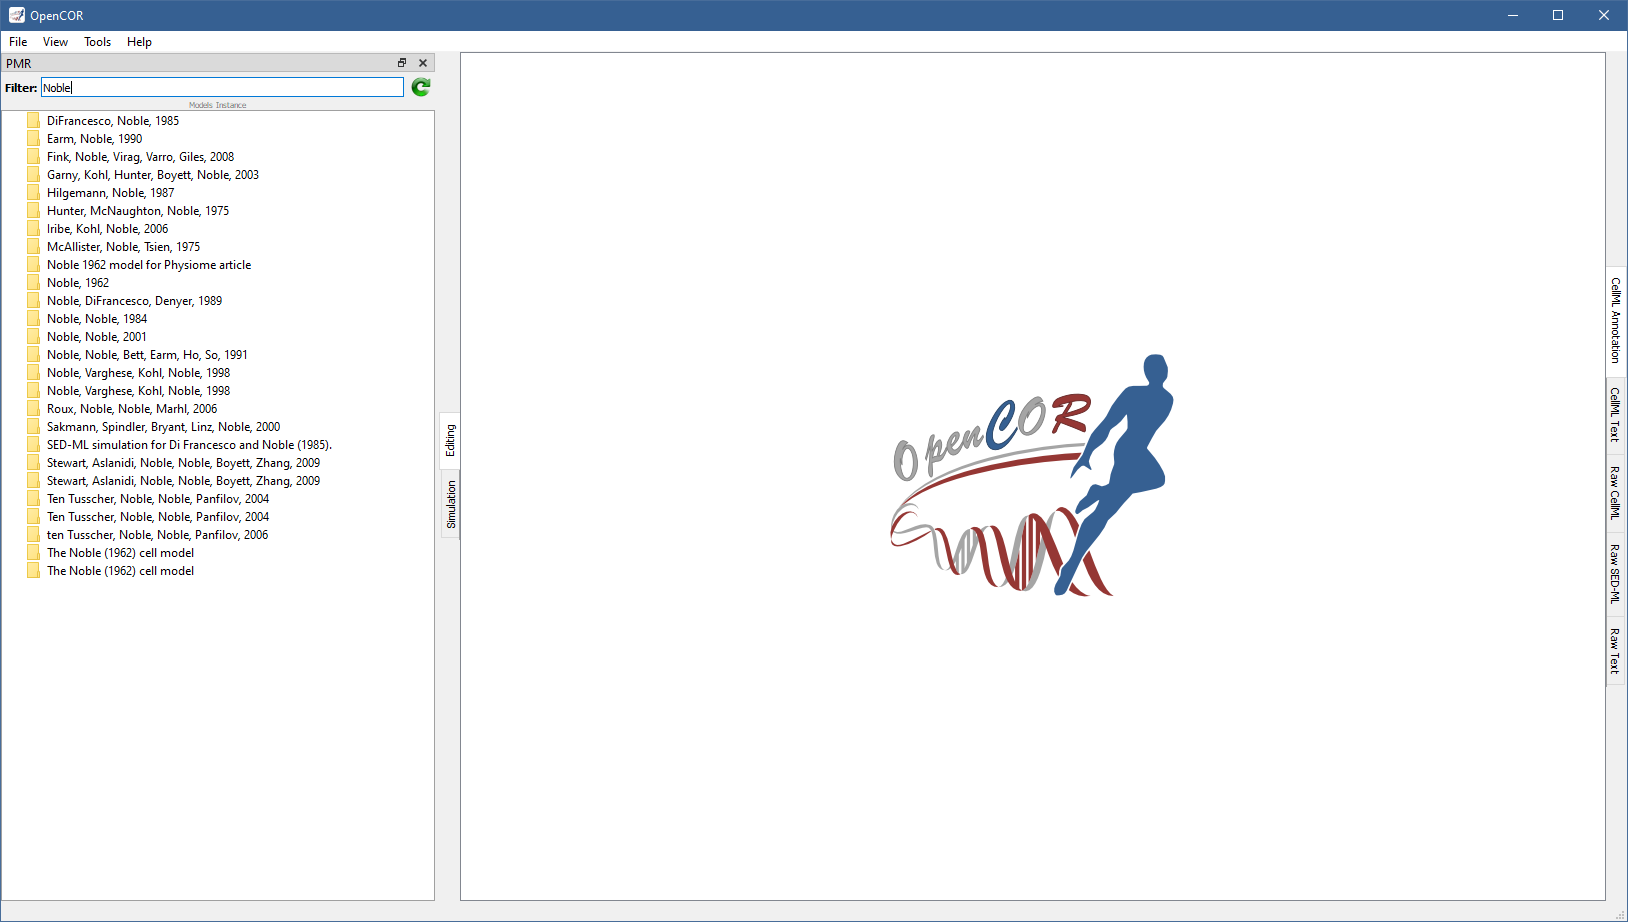 OpenCOR
File View Tools Help
PMR
Filter: Noble
Models Instance
DiFrancesco, Noble, 1985
Earm, Noble, 1990
Fink, Noble, Virag, Varro, Giles, 2008
Garny, Kohl, Hunter, Boyett, Noble, 2003
Hilgemann, Noble, 1987
Hunter, McNaughton, Noble, 1975
Iribe, Kohl, Noble, 2006
McAllister, Noble, Tsien, 1975
Noble 1962 model for Physiome article
Noble, 1962
Noble, DiFrancesco, Denyer, 1989
Noble, Noble, 1984
Noble, Noble, 2001
Noble, Noble, Bett, Earm, Ho, So, 1991
Noble, Varghese, Kohl, Noble, 1998
Noble, Varghese, Kohl, Noble, 1998
Roux, Noble, Noble, Marhl, 2006
Sakmann, Spindler, Bryant, Linz, Noble, 2000
SED-ML simulation for Di Francesco and Noble (1985).
Stewart, Aslanidi, Noble, Noble, Boyett, Zhang, 2009
Stewart, Aslanidi, Noble, Noble, Boyett, Zhang, 2009
Ten Tusscher, Noble, Noble, Panfilov, 2004
Ten Tusscher, Noble, Noble, Panfilov, 2004
ten Tusscher, Noble, Noble, Panfilov, 2006
The Noble (1962) cell model
The Noble (1962) cell model
Editing
Simulation
OpenCOR
CellML Annotation
CellML Text
Raw CellML
Raw SED-ML
Raw Text